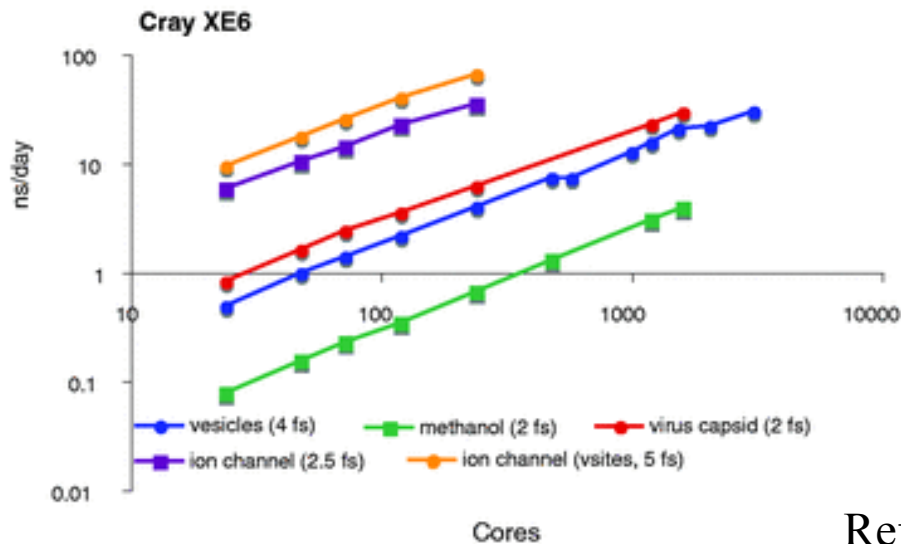 Cray XE6
100
10
1
0.1
0.01
ns/day
10 100 1000 10000
vesicles (4 fs) methanol (2 fs) virus capsid (2 fs)
ion channel (2.5 fs) ion channel (vsites, 5 fs)
Cores